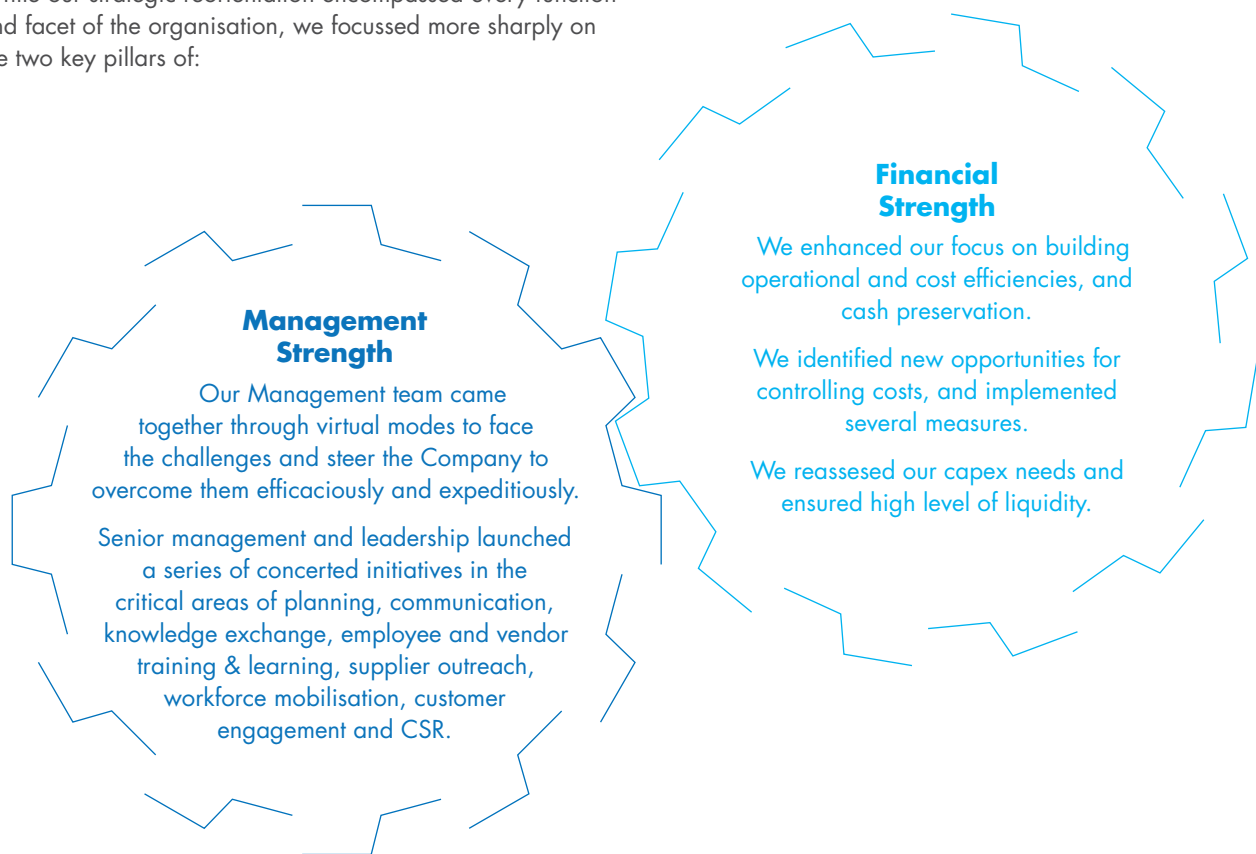 our strategic reorientation encompassed every function
facet of the organisation, we focussed more sharply on
two key pillars of:
Management
Strength
Our Management team came
together through virtual modes to face
the challenges and steer the Company to
overcome them efficaciously and expeditiously.
Senior management and leadership launched
a series of concerted initiatives in the
critical areas of planning, communication,
knowledge exchange, employee and vendor
training & learning, supplier outreach,
workforce mobilisation, customer
engagement and CSR.
Financial
Strength
We enhanced our focus on building
operational and cost efficiencies, and
cash preservation.
We identified new opportunities for
controlling costs, and implemented
several measures.
We reassesed our capex needs and
ensured high level of liquidity.